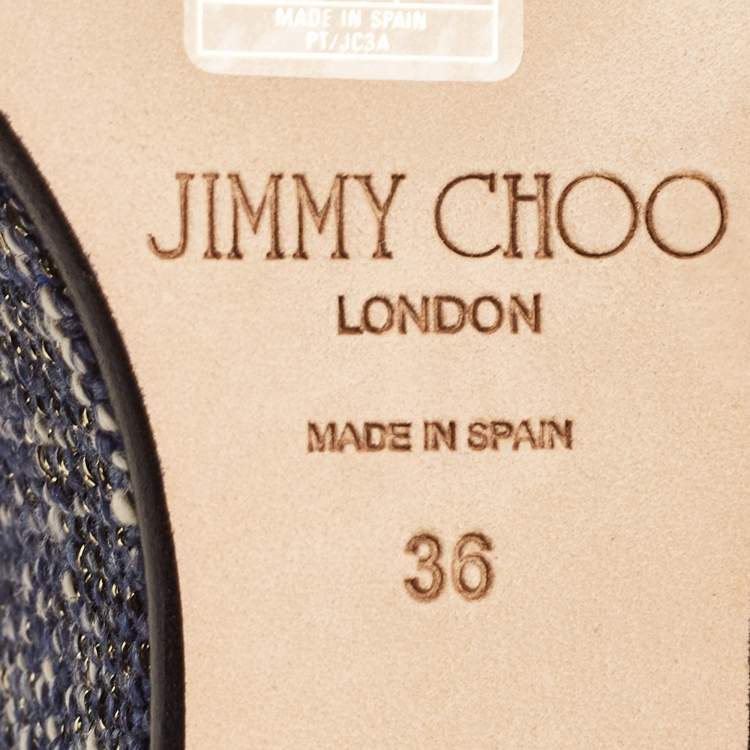 MADE IN SPAIN
PT/JC3A
JIMMY CHOO
LONDON
MADE IN SPAIN
36